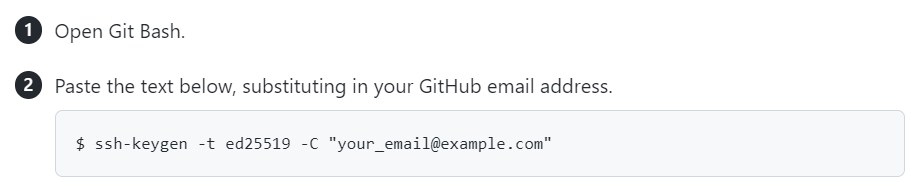 1 Open Git Bash.
2 Paste the text below, substituting in your GitHub email address.
$ ssh-keygen -t ed25519 -C "your_email@example.com"